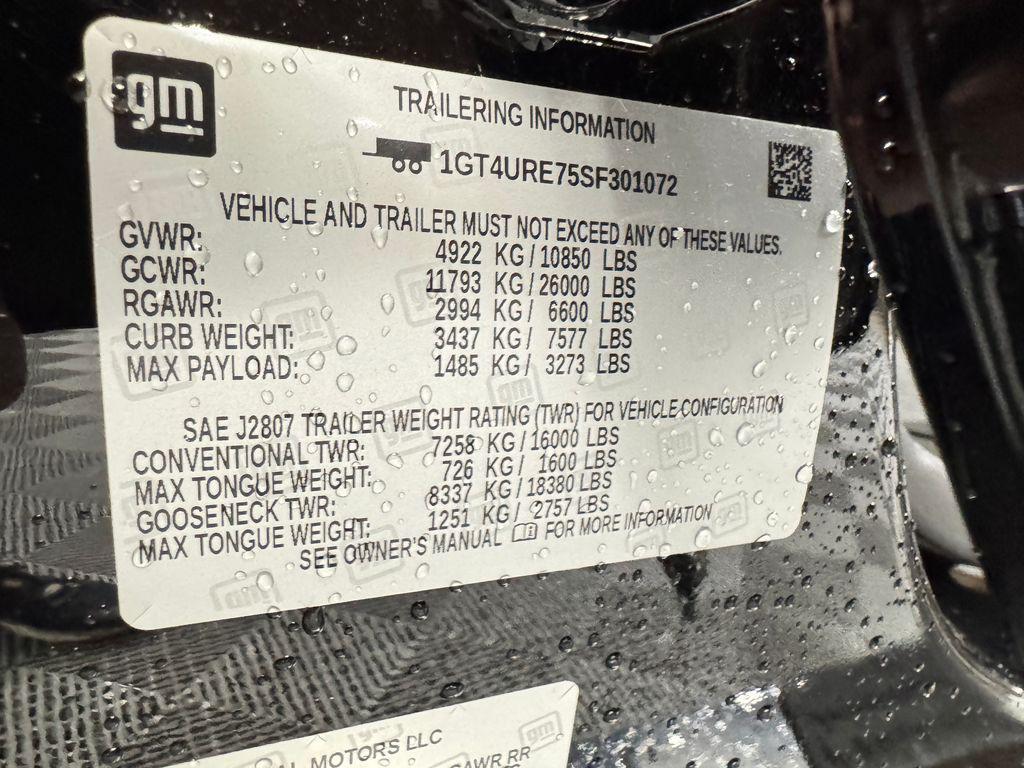 gm
TRAILERING INFORMATION
1GT4URE75SF301072
VEHICLE AND TRAILER MUST NOT EXCEED ANY OF THESE VALUES.
GVWR: 4922 KG/10850 LBS
GCWR: 11793 KG/26000 LBS
RGAWR: 2994 KG/ 6600 LBS
CURB WEIGHT: 3437 KG/ 7577 LBS
MAX PAYLOAD: 1485 KG/ 3273 LBS
SAE J2807 TRAILER WEIGHT RATING (TWR) FOR VEHICLE CONFIGURATION
CONVENTIONAL TWR: 7258 KG/16000 LBS
MAX TONGUE WEIGHT: 726 KG/ 1600 LBS
GOOSENECK TWR: 8337 KG/18380 LBS
MAX TONGUE WEIGHT: 1251 KG/ 2757 LBS
SEE OWNER'S MANUAL FOR MORE INFORMATION
MOTORS LLC
GAWR RR